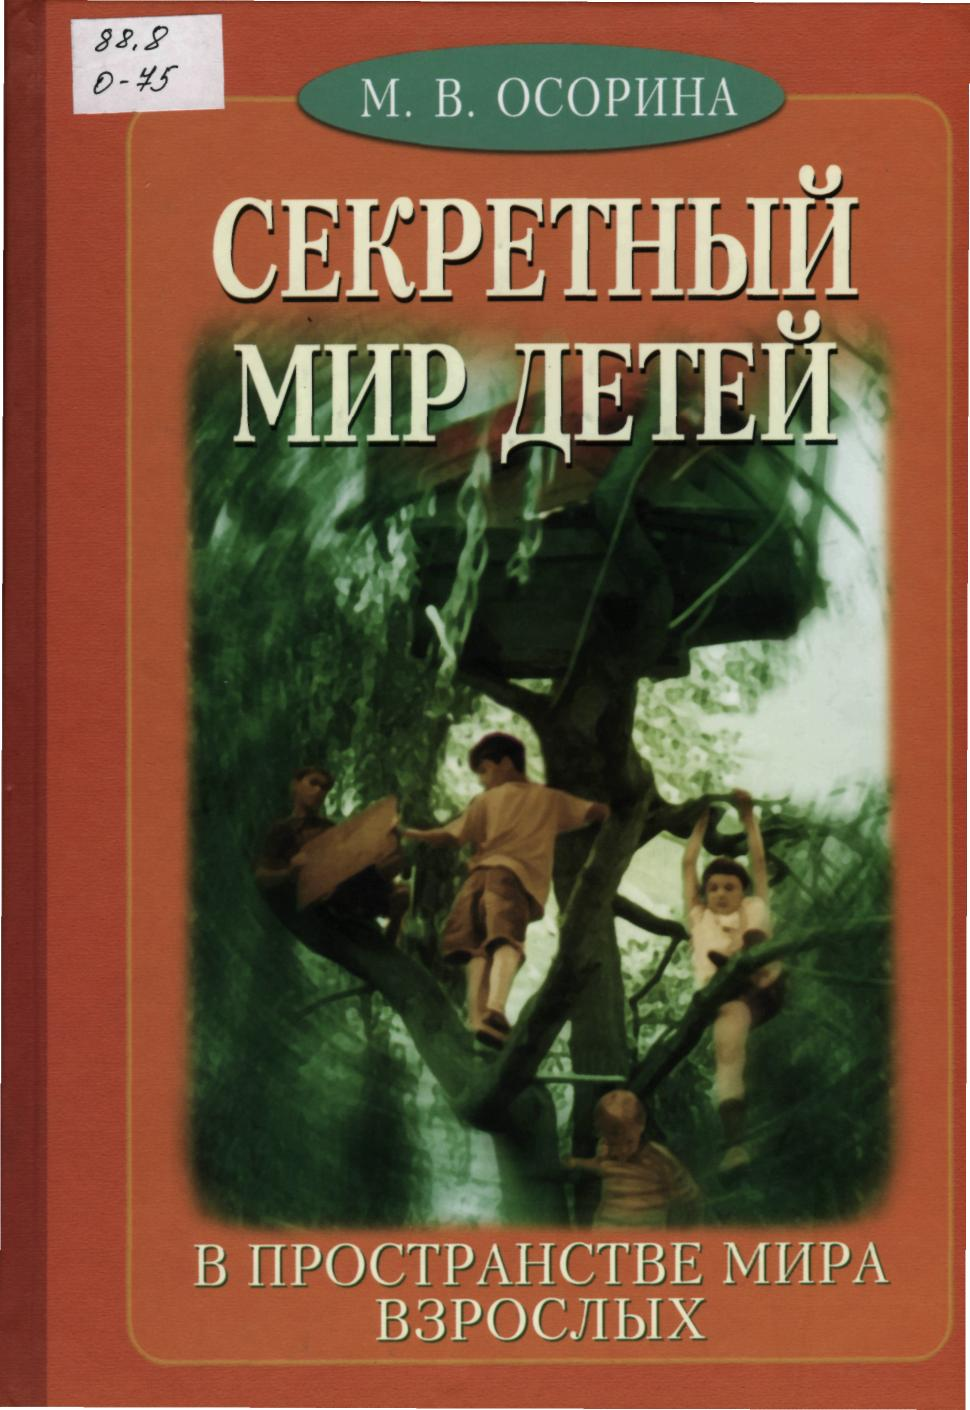 88.8
О-75
М. В. ОСОРИНА
СЕКРЕТНЫЙ
МИР ДЕТЕЙ
В ПРОСТРАНСТВЕ МИРА
ВЗРОСЛЫХ